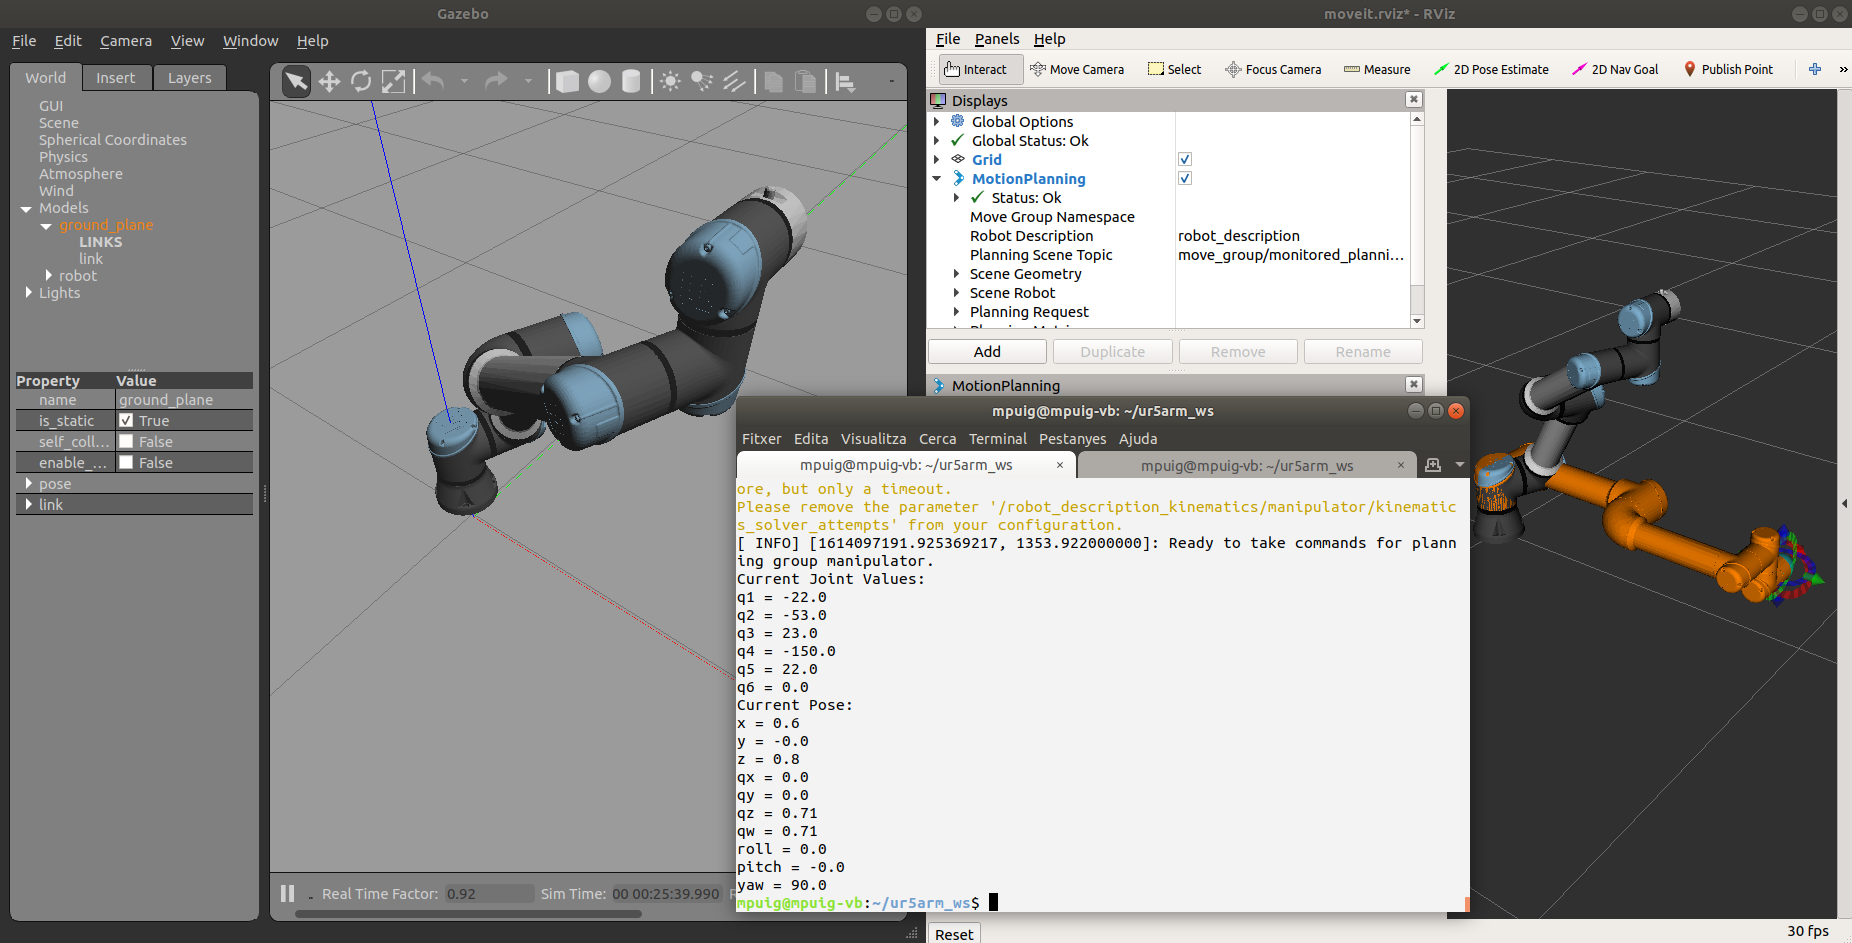 Gazebo
File Edit Camera View Window Help
World Insert Layers
GUI
Scene
Spherical Coordinates
Physics
Atmosphere
Wind
Models
ground_plane
LINKS
link
robot
Lights
Property Value
name ground_plane
is_static True
self_coll... False
enable_... False
pose
link
Real Time Factor: 0.92 Sim Time: 00 00:25:39.990
moveit.rviz* - RViz
File Panels Help
Interact Move Camera Select Focus Camera Measure 2D Pose Estimate 2D Nav Goal Publish Point
Displays
Global Options
Global Status: Ok
Grid
MotionPlanning
Status: Ok
Move Group Namespace
Robot Description robot_description
Planning Scene Topic move_group/monitored_planni...
Scene Geometry
Scene Robot
Planning Request
Add Duplicate Remove Rename
MotionPlanning
mpuig@mpuig-vb: ~/ur5arm_ws
Fitxer Edita Visualitza Cerca Terminal Pestanyes Ajuda
mpuig@mpuig-vb: ~/ur5arm_ws mpuig@mpuig-vb: ~/ur5arm_ws
ore, but only a timeout.
Please remove the parameter '/robot_description_kinematics/manipulator/kinematic
s_solver_attempts' from your configuration.
[ INFO] [1614097191.925369217, 1353.922000000]: Ready to take commands for plann
ing group manipulator.
Current Joint Values:
q1 = -22.0
q2 = -53.0
q3 = 23.0
q4 = -150.0
q5 = 22.0
q6 = 0.0
Current Pose:
x = 0.6
y = -0.0
z = 0.8
qx = 0.0
qy = 0.0
qz = 0.71
qw = 0.71
roll = 0.0
pitch = -0.0
yaw = 90.0
mpuig@mpuig-vb:~/ur5arm_ws$
Reset
30 fps